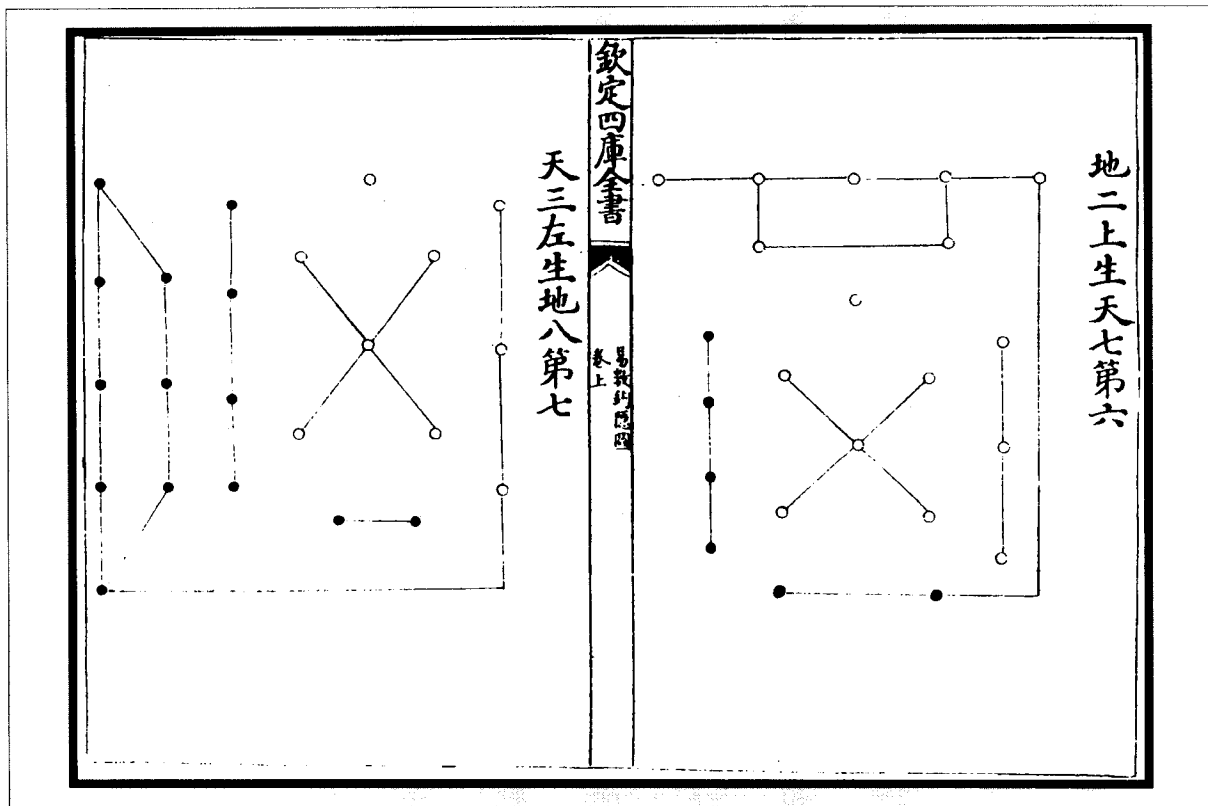 地二上生天七第六
欽定四庫全書
易數鈎隱圖
卷上
天三左生地八第七